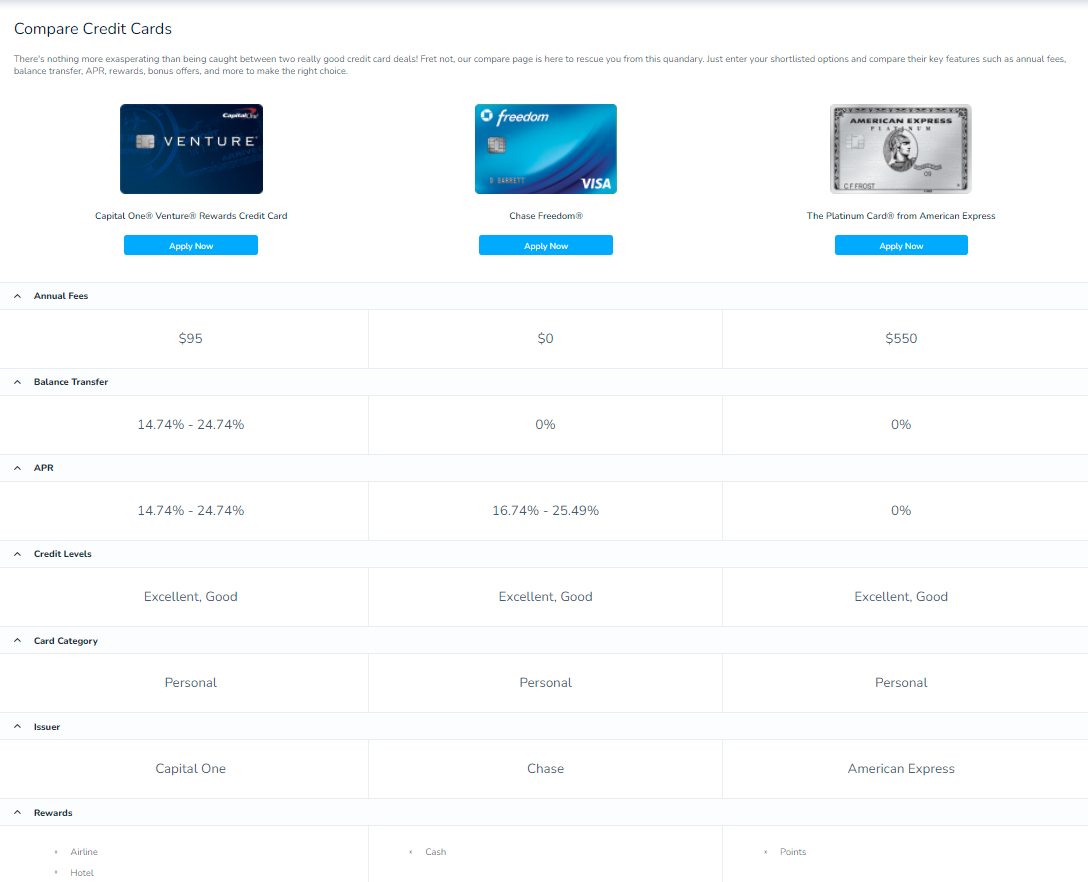 Compare Credit Cards
There's nothing more exasperating than being caught between two really good credit card deals! Fret not, our compare page is here to rescue you from this quandary. Just enter your shortlisted options and compare their key features such as annual fees,
balance transfer, APR, rewards, bonus offers, and more to make the right choice.
Capital One
VENTURE
freedom
D BARRETT
VISA
AMERICAN EXPRESS
PLATINUM
C F FROST
Capital One® Venture® Rewards Credit Card
Chase Freedom®
The Platinum Card® from American Express
Apply Now
Apply Now
Apply Now
Annual Fees
$95
$0
$550
Balance Transfer
14.74% - 24.74%
0%
0%
APR
14.74% - 24.74%
16.74% - 25.49%
0%
Credit Levels
Excellent, Good
Excellent, Good
Excellent, Good
Card Category
Personal
Personal
Personal
Issuer
Capital One
Chase
American Express
Rewards
Airline
Cash
Points
Hotel